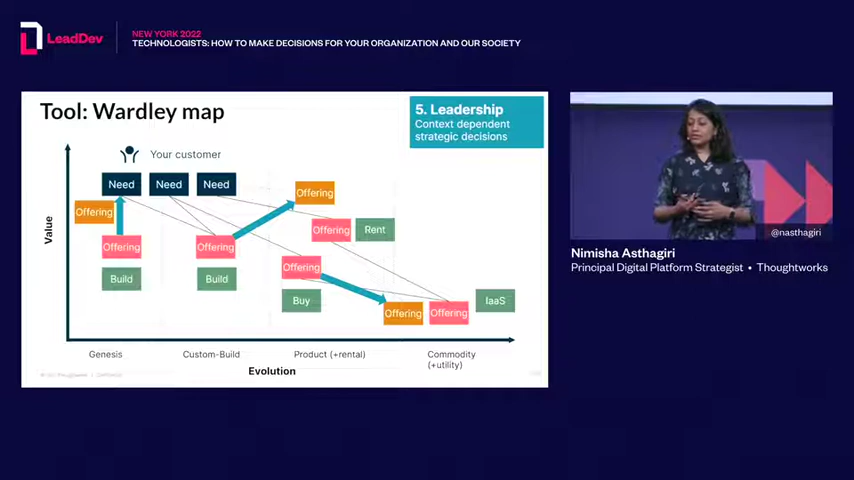 LeadDev
NEW YORK 2022
TECHNOLOGISTS: HOW TO MAKE DECISIONS FOR YOUR ORGANIZATION AND OUR SOCIETY
Tool: Wardley map
5. Leadership
Context dependent
strategic decisions
Your customer
Need Need Need
Offering
Offering
Offering
Rent
Offering
Offering
Offering
Build
Build
Offering
Buy
IaaS
Offering
Offering
Value
Genesis
Custom-Build
Product (+rental)
Commodity
(+utility)
Evolution
@nasthagiri
Nimisha Asthagiri
Principal Digital Platform Strategist • Thoughtworks